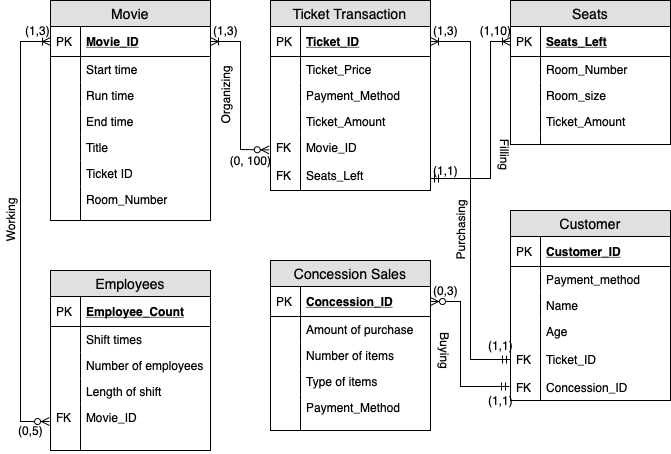 Movie
PK Movie_ID
Start time
Run time
End time
Title
Ticket ID
Room_Number
(1,3)
(1,3)
Organizing
(0, 100)
Ticket Transaction
PK Ticket_ID
Ticket_Price
Payment_Method
Ticket_Amount
FK Movie_ID
FK Seats_Left
(1,3)
(1,1)
(1,10)
Filling
Purchasing
Seats
PK Seats_Left
Room_Number
Room_size
Ticket_Amount
Working
Employees
PK Employee_Count
Shift times
Number of employees
Length of shift
FK Movie_ID
(0,5)
Concession Sales
PK Concession_ID
Amount of purchase
Number of items
Type of items
Payment_Method
(0,3)
Buying
(1,1)
(1,1)
Customer
PK Customer_ID
Payment_method
Name
Age
FK Ticket_ID
FK Concession_ID